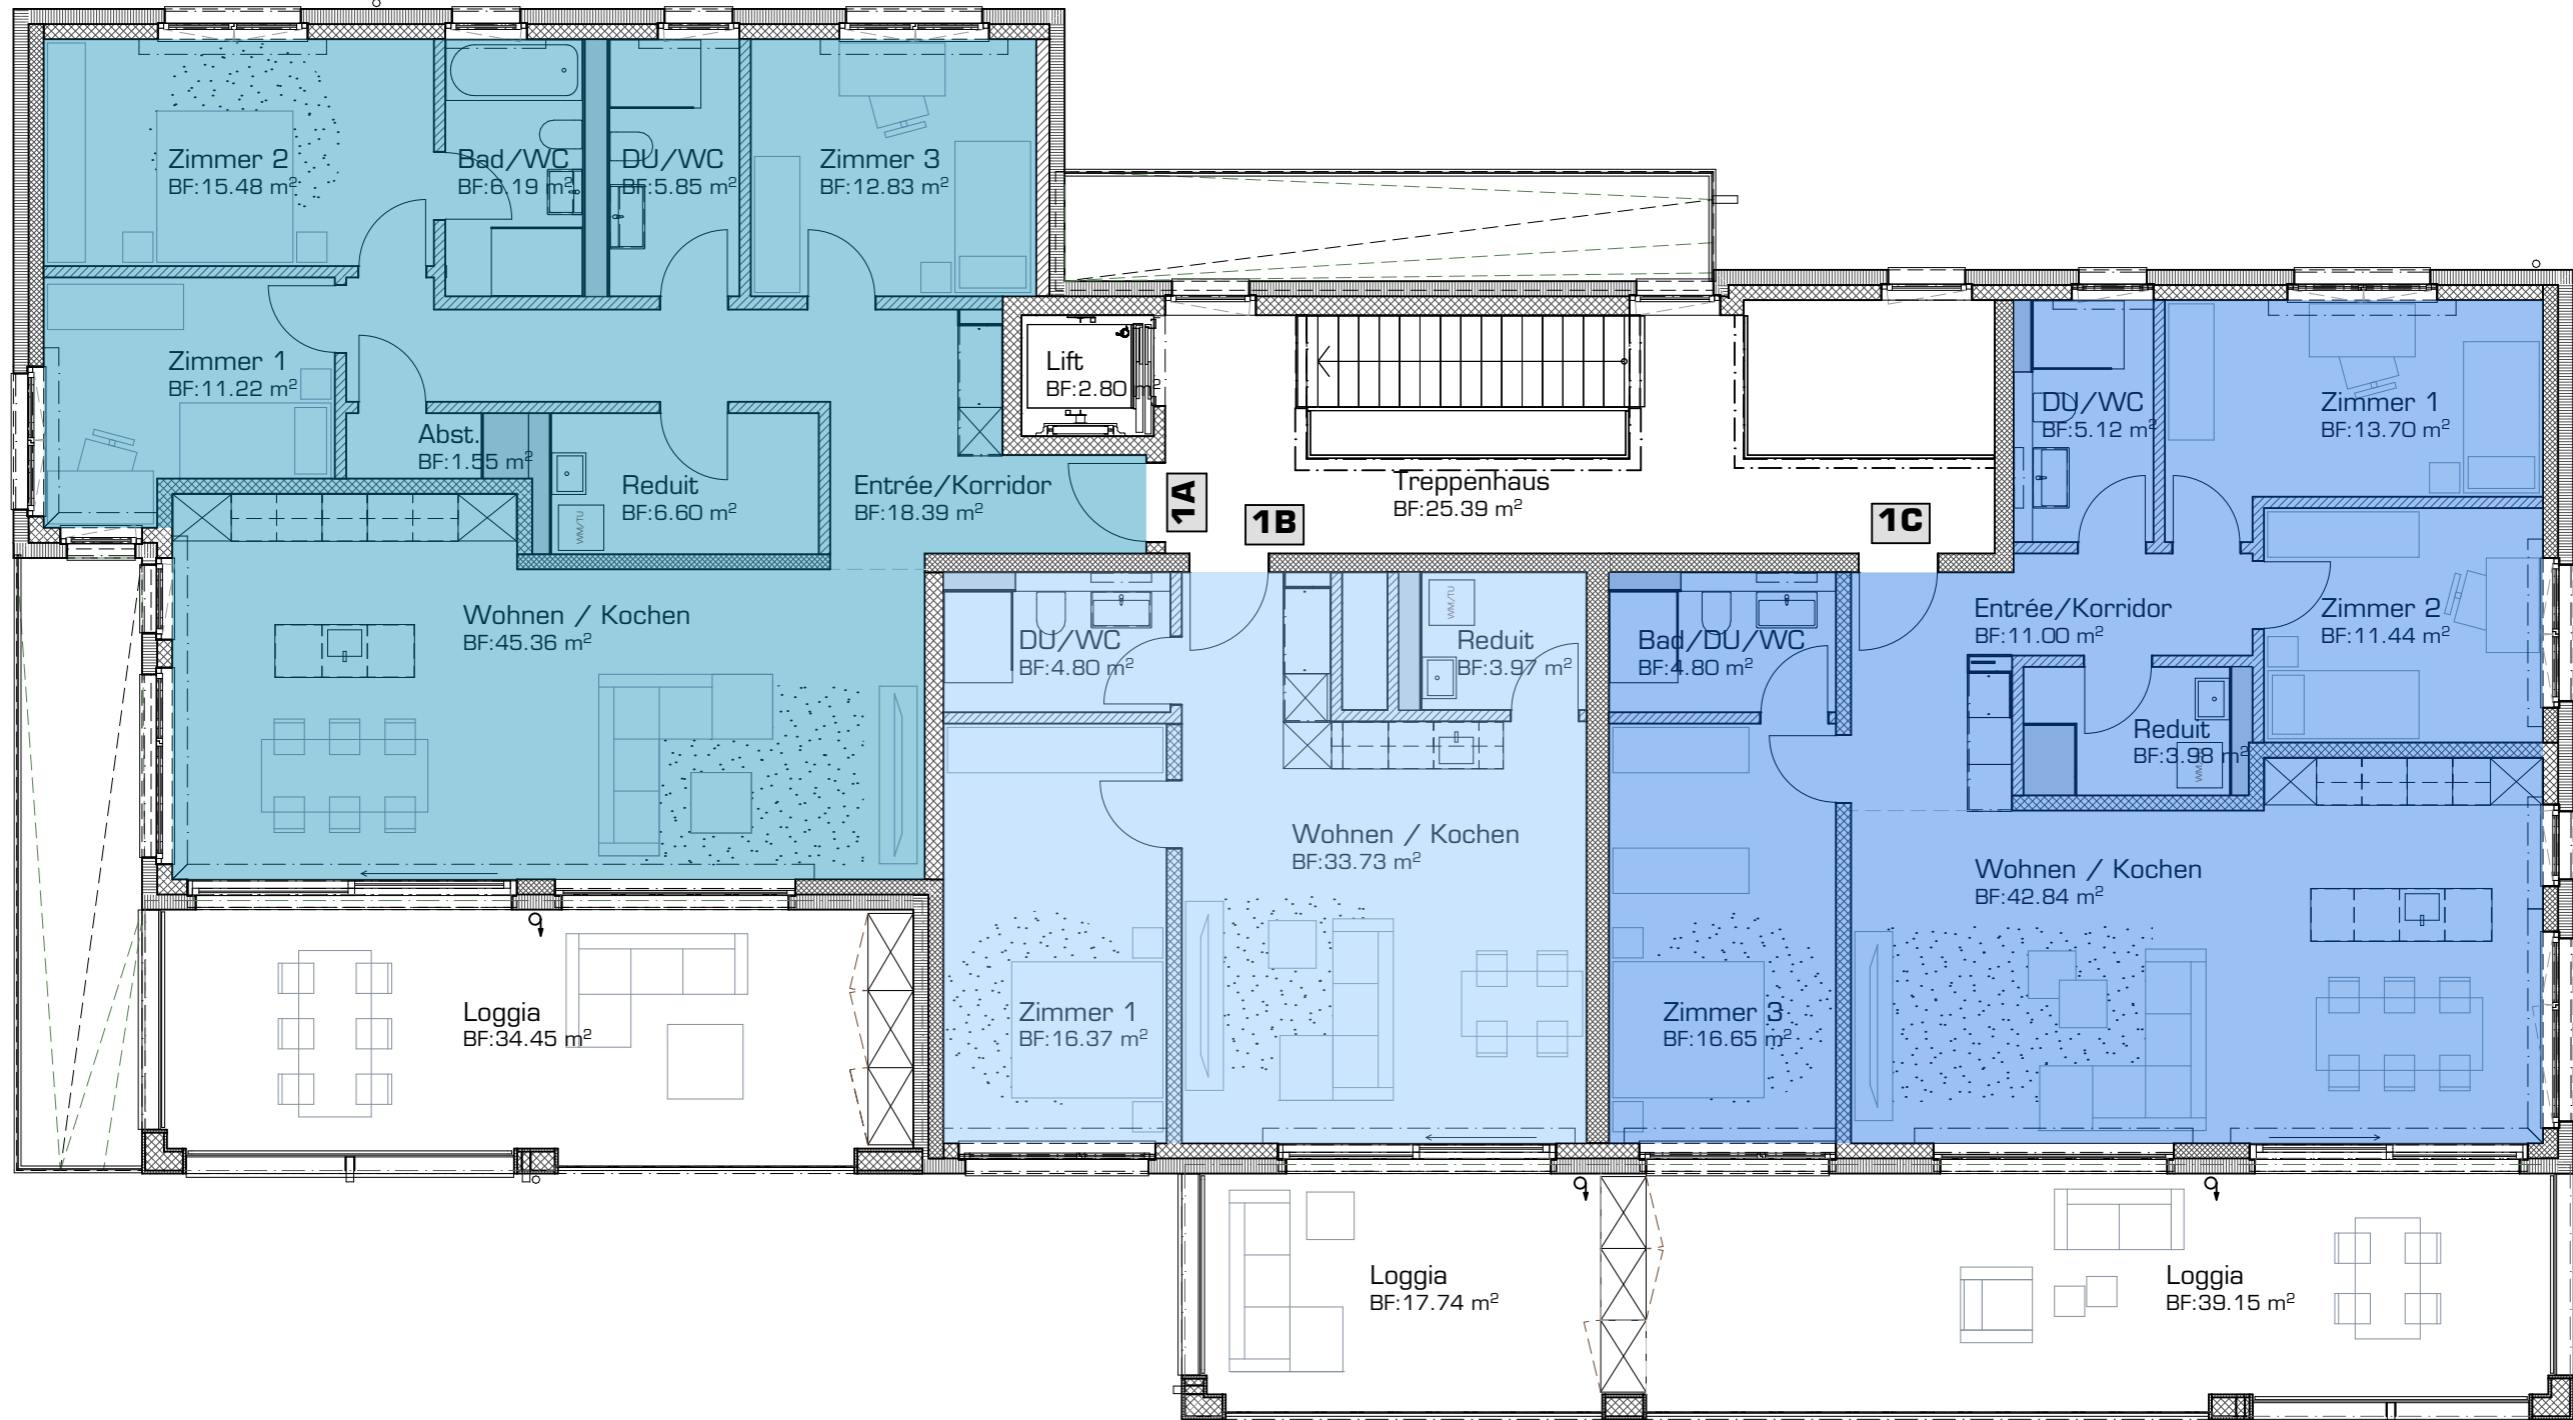 Zimmer 2
BF:15.48 m²
Bad/WC
BF:6.19 m²
DU/WC
BF:5.85 m²
Zimmer 3
BF:12.83 m²
Zimmer 1
BF:11.22 m²
Abst.
BF:1.55 m²
Reduit
BF:6.60 m²
WM/TU
Entrée/Korridor
BF:18.39 m²
Lift
BF:2.80 m²
Treppenhaus
BF:25.39 m²
1A
1B
1C
DU/WC
BF:5.12 m²
Zimmer 1
BF:13.70 m²
Wohnen / Kochen
BF:45.36 m²
DU/WC
BF:4.80 m²
WM/TU
Reduit
BF:3.97 m²
Bad/DU/WC
BF:4.80 m²
Entrée/Korridor
BF:11.00 m²
Zimmer 2
BF:11.44 m²
Reduit
BF:3.98 m²
Wohnen / Kochen
BF:33.73 m²
Wohnen / Kochen
BF:42.84 m²
Loggia
BF:34.45 m²
Zimmer 1
BF:16.37 m²
Zimmer 3
BF:16.65 m²
Loggia
BF:17.74 m²
Loggia
BF:39.15 m²